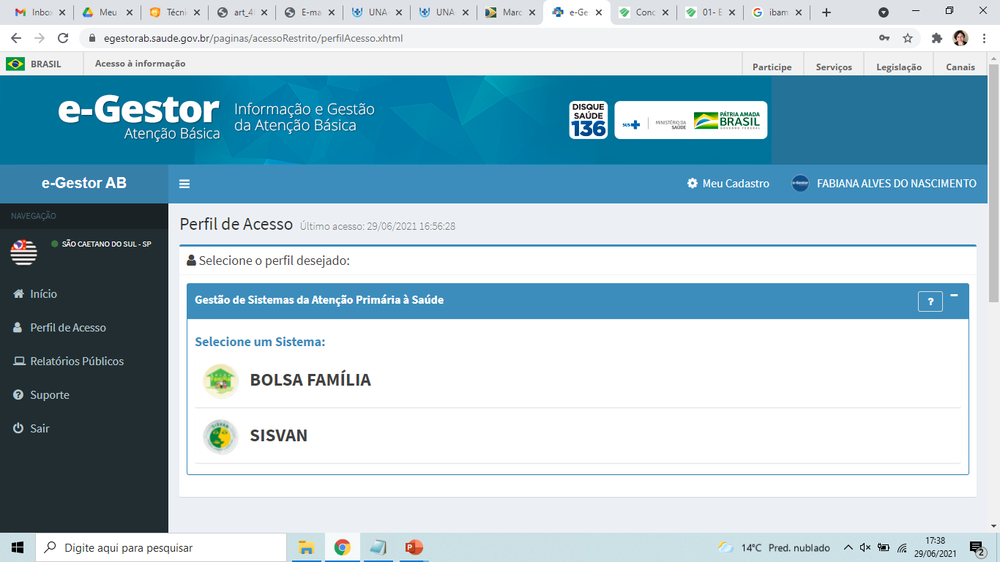 Inbox
Meu
Técni
art_4l
E-ma
UNA-
UNA
Marc
e-Ges
Conc
01- E
ibam
egestorab.saude.gov.br/paginas/acessoRestrito/perfilAcesso.xhtml
BRASIL
Acesso à informação
Participe
Serviços
Legislação
Canais
e-Gestor
Atenção Básica
Informação e Gestão
da Atenção Básica
DISQUE
SAÚDE
136
SUS
MINISTÉRIO DA
SAÚDE
PÁTRIA AMADA
BRASIL
GOVERNO FEDERAL
e-Gestor AB
Meu Cadastro
FABIANA ALVES DO NASCIMENTO
NAVEGAÇÃO
SÃO CAETANO DO SUL - SP
Início
Perfil de Acesso
Relatórios Públicos
Suporte
Sair
Perfil de Acesso Último acesso: 29/06/2021 16:56:28
Selecione o perfil desejado:
Gestão de Sistemas da Atenção Primária à Saúde
?
Selecione um Sistema:
BOLSA FAMÍLIA
SISVAN
SISVAN
Digite aqui para pesquisar
14°C Pred. nublado
17:38
29/06/2021
2